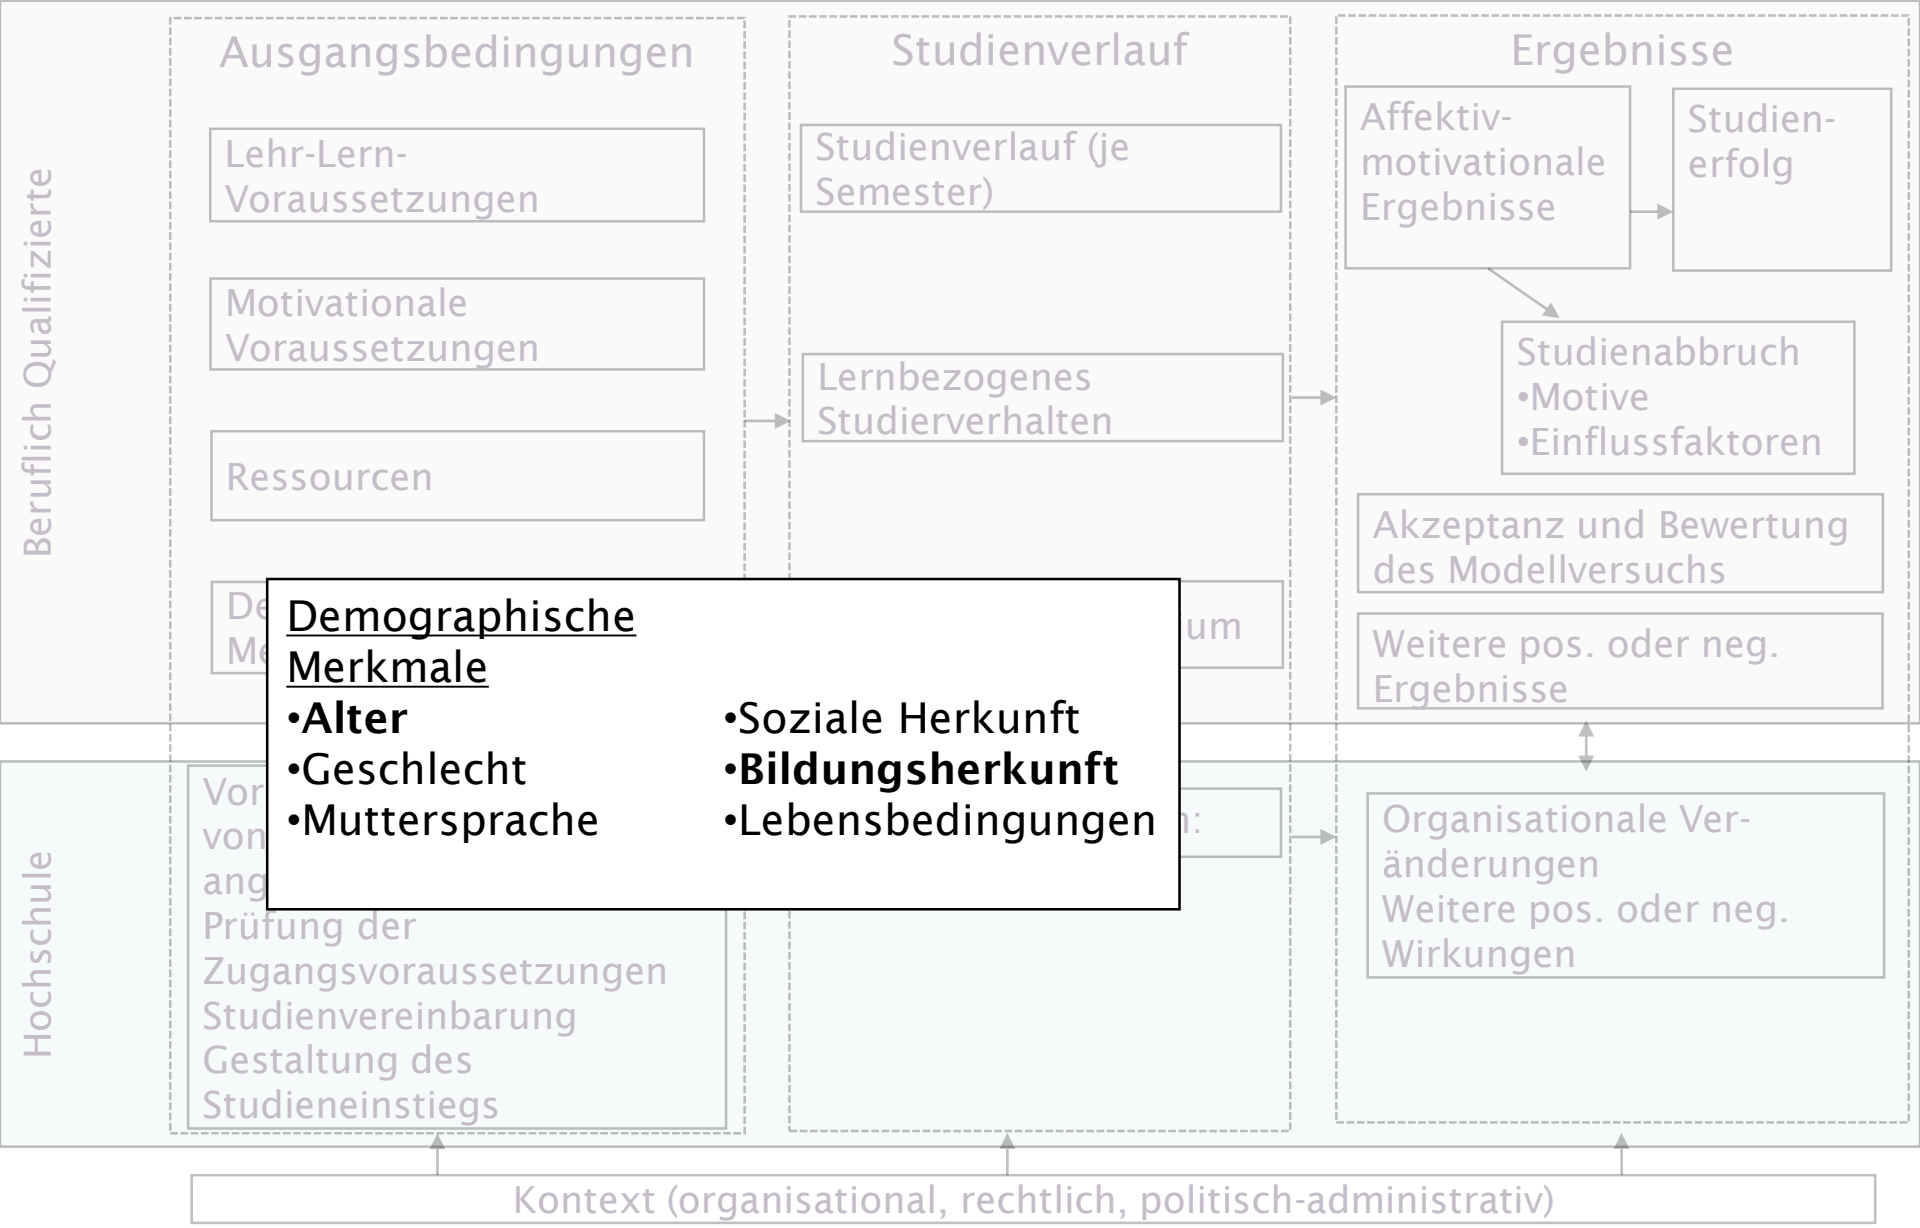 Ausgangsbedingungen
Studienverlauf
Ergebnisse
Beruflich Qualifizierte
Lehr-Lern-
Voraussetzungen
Motivationale
Voraussetzungen
Ressourcen
Studienverlauf (je
Semester)
Lernbezogenes
Studierverhalten
Affektiv-
motivationale
Ergebnisse
Studien-
erfolg
Studienabbruch
•Motive
•Einflussfaktoren
Akzeptanz und Bewertung
des Modellversuchs
Weitere pos. oder neg.
Ergebnisse
Demographische
Merkmale
•Alter
•Geschlecht
•Muttersprache
•Soziale Herkunft
•Bildungsherkunft
•Lebensbedingungen
Hochschule
Prüfung der
Zugangsvoraussetzungen
Studienvereinbarung
Gestaltung des
Studieneinstiegs
Organisationale Ver-
änderungen
Weitere pos. oder neg.
Wirkungen
Kontext (organisational, rechtlich, politisch-administrativ)